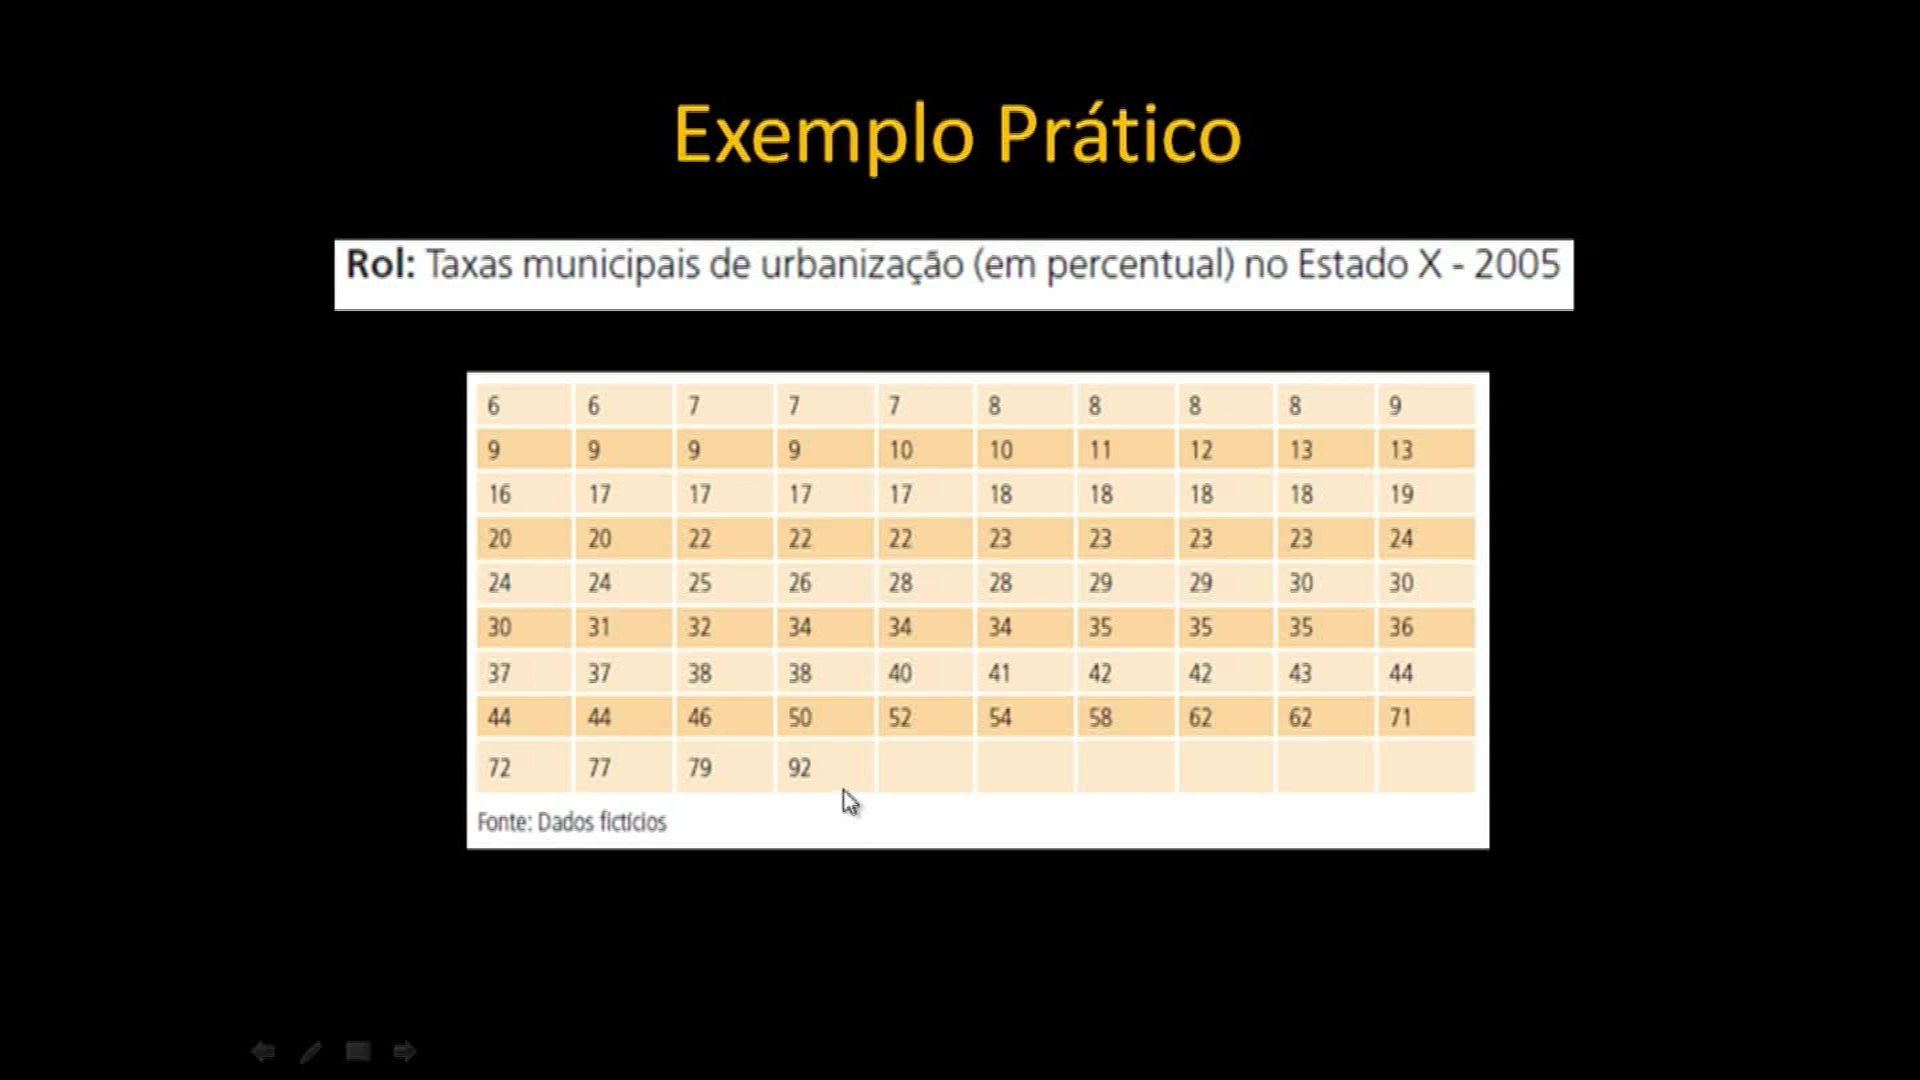 Exemplo Prático
Rol: Taxas municipais de urbanização (em percentual) no Estado X - 2005
6 6 7 7 7 8 8 8 8 9
9 9 9 9 10 10 11 12 13 13
16 17 17 17 17 18 18 18 18 19
20 20 22 22 22 23 23 23 23 24
24 24 25 26 28 28 29 29 30 30
30 31 32 34 34 34 35 35 35 36
37 37 38 38 40 41 42 42 43 44
44 44 46 50 52 54 58 62 62 71
72 77 79 92
Fonte: Dados fictícios